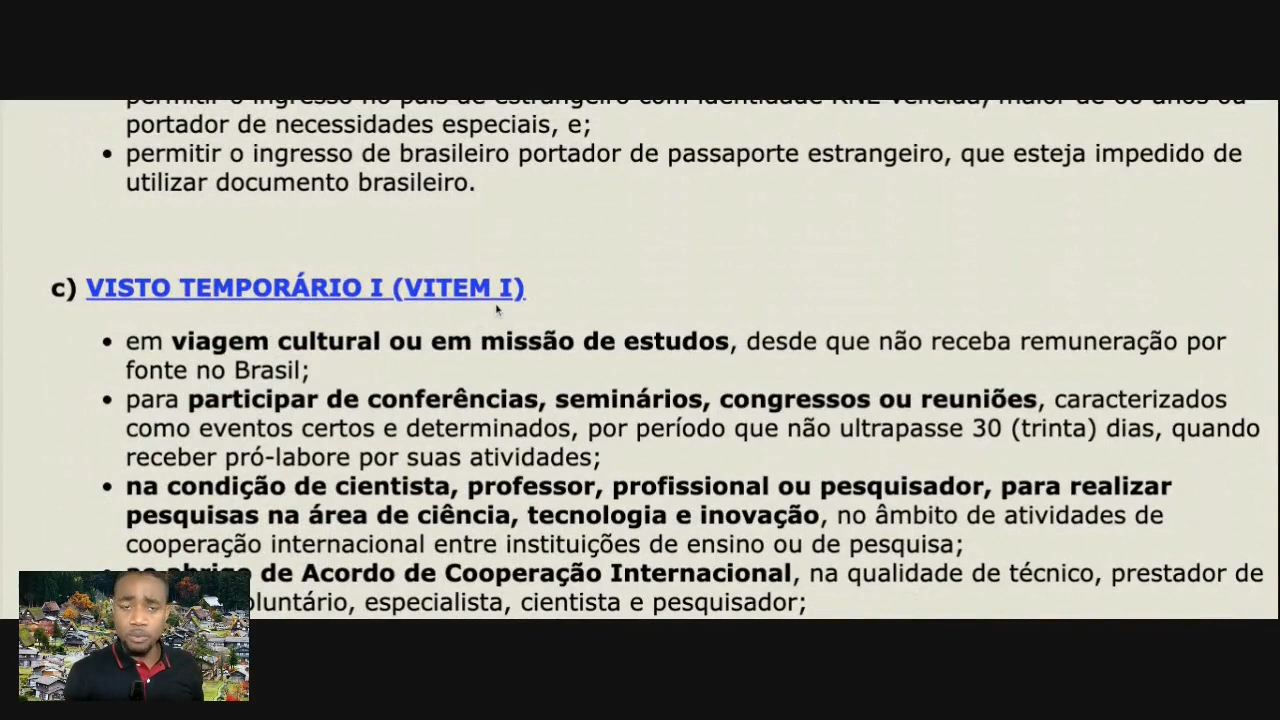 permitir o ingresso no país de estrangeiro com identidade RNE vencida, maior de 60 anos ou
portador de necessidades especiais, e;
• permitir o ingresso de brasileiro portador de passaporte estrangeiro, que esteja impedido de
utilizar documento brasileiro.
c) VISTO TEMPORÁRIO I (VITEM I)
• em viagem cultural ou em missão de estudos, desde que não receba remuneração por
fonte no Brasil;
• para participar de conferências, seminários, congressos ou reuniões, caracterizados
como eventos certos e determinados, por período que não ultrapasse 30 (trinta) dias, quando
receber pró-labore por suas atividades;
• na condição de cientista, professor, profissional ou pesquisador, para realizar
pesquisas na área de ciência, tecnologia e inovação, no âmbito de atividades de
cooperação internacional entre instituições de ensino ou de pesquisa;
• ao abrigo de Acordo de Cooperação Internacional, na qualidade de técnico, prestador de
oluntário, especialista, cientista e pesquisador;